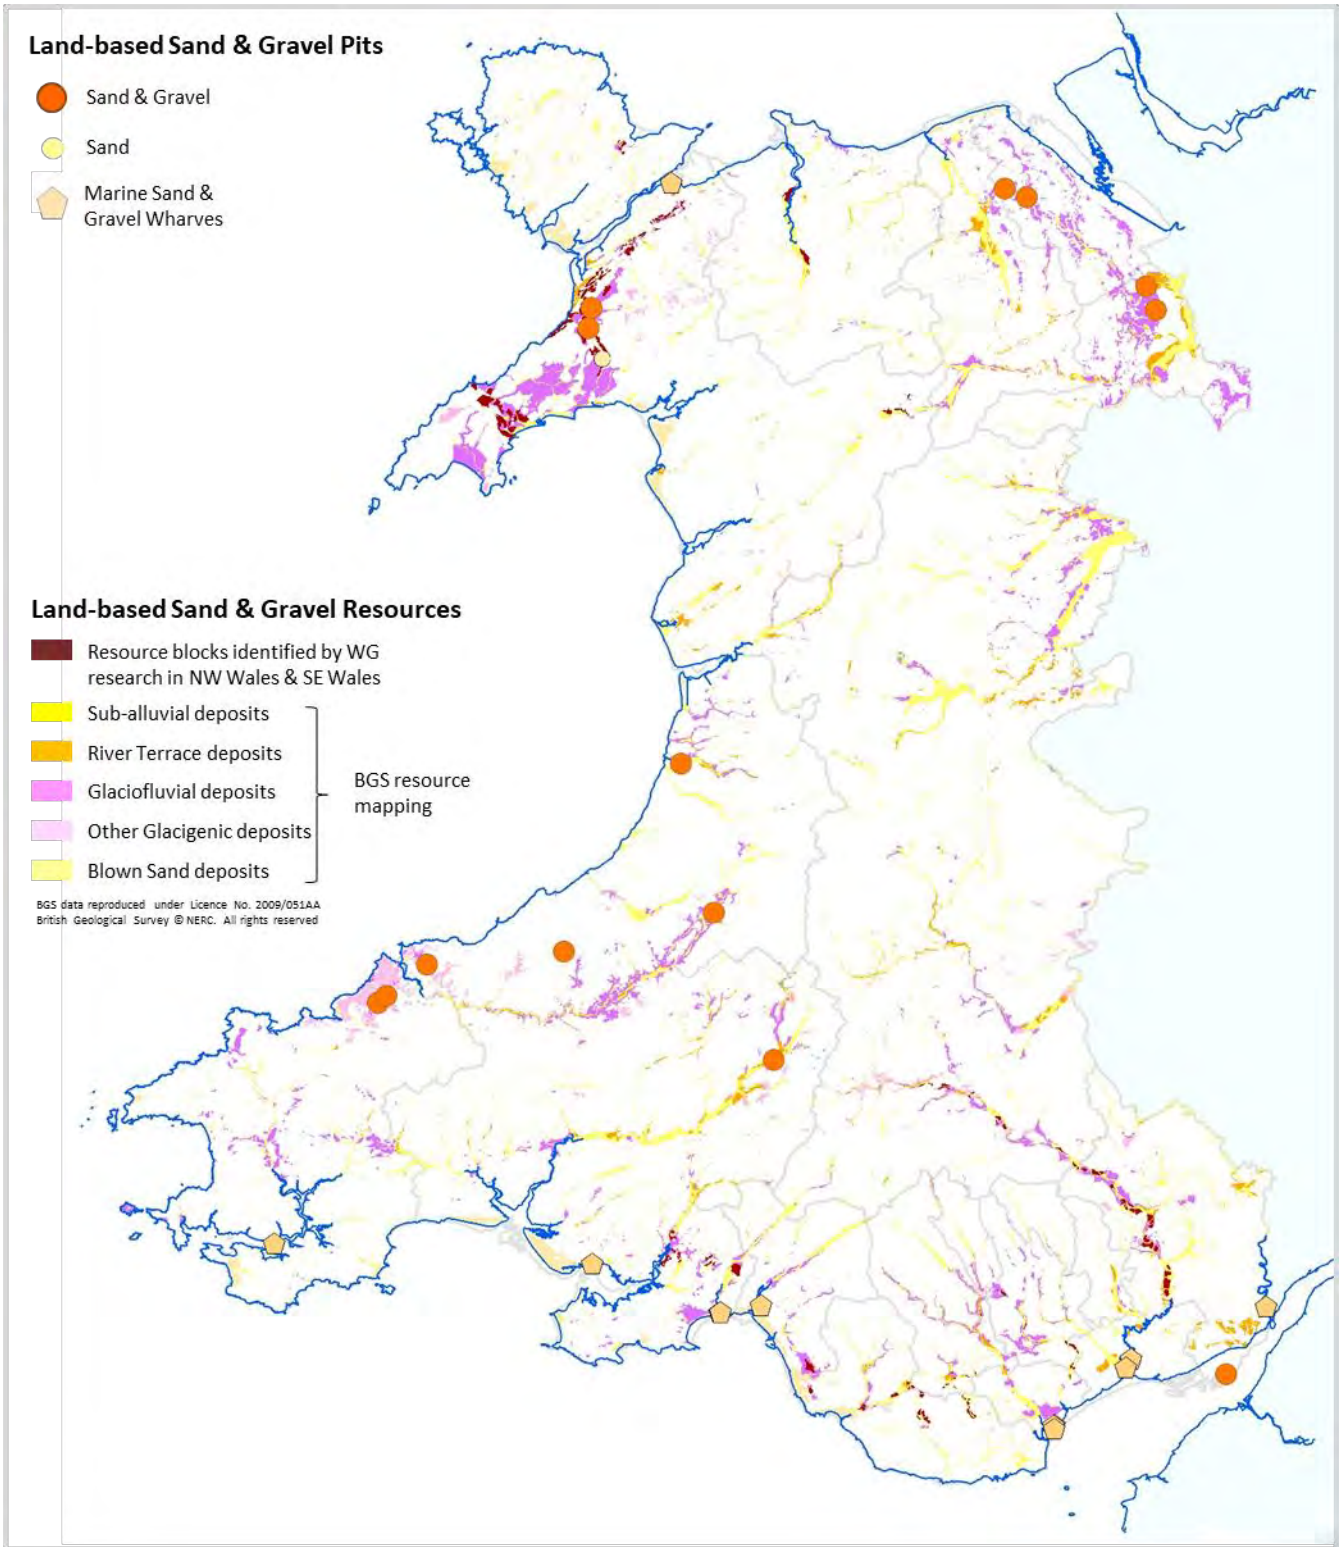 Land-based Sand & Gravel Pits
Sand & Gravel
Sand
Marine Sand &
Gravel Wharves
Land-based Sand & Gravel Resources
Resource blocks identified by WG
research in NW Wales & SE Wales
Sub-alluvial deposits
River Terrace deposits
Glaciofluvial deposits
Other Glacigenic deposits
Blown Sand deposits
BGS resource
mapping
BGS data reproduced under Licence No. 2009/051AA
British Geological Survey © NERC. All rights reserved